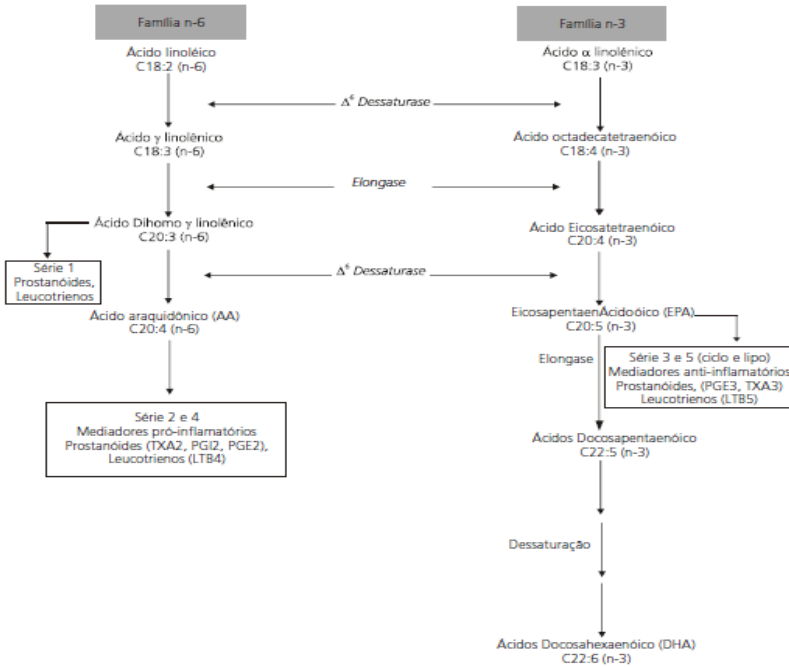 Família n-6
Família n-3
Ácido linoléico
C18:2 (n-6)
Ácido α linolênico
C18:3 (n-3)
Δ⁶ Dessaturase
Ácido γ linolênico
C18:3 (n-6)
Ácido octadecatetraenóico
C18:4 (n-3)
Elongase
Ácido Dihomo γ linolênico
C20:3 (n-6)
Ácido Eicosatetraenóico
C20:4 (n-3)
Série 1
Prostanóides,
Leucotrienos
Δ⁶ Dessaturase
Ácido araquidônico (AA)
C20:4 (n-6)
EicosapentaenÁcidoóico (EPA)
C20:5 (n-3)
Elongase
Série 3 e 5 (ciclo e lipo)
Mediadores anti-inflamatórios
Prostanóides, (PGE3, TXA3)
Leucotrienos (LTB5)
Série 2 e 4
Mediadores pró-inflamatórios
Prostanóides (TXA2, PGI2, PGE2),
Leucotrienos (LTB4)
Ácidos Docosapentaenóico
C22:5 (n-3)
Dessaturação
Ácidos Docosahexaenóico (DHA)
C22:6 (n-3)